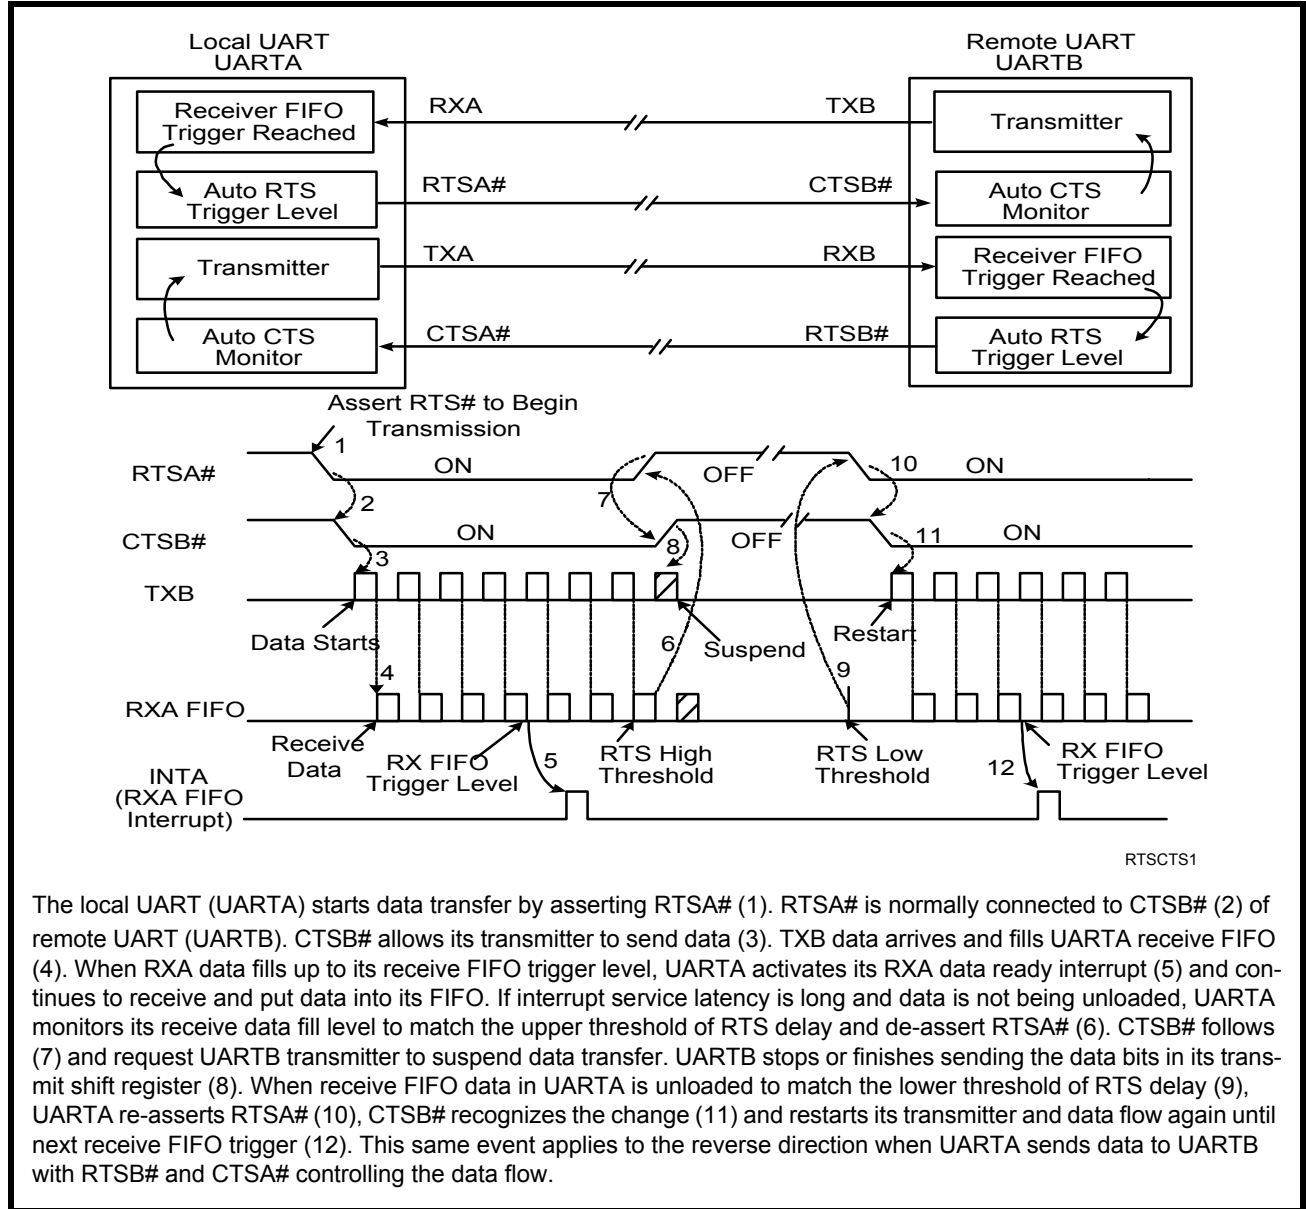 Local UART
UARTA
Remote UART
UARTB
Receiver FIFO
Trigger Reached
RXA
TXB
Transmitter
Auto RTS
Trigger Level
RTSA#
CTSB#
Auto CTS
Monitor
Transmitter
TXA
RXB
Receiver FIFO
Trigger Reached
Auto CTS
Monitor
CTSA#
RTSB#
Auto RTS
Trigger Level
Assert RTS# to Begin
Transmission
1
RTSA#
ON
OFF
10
ON
2
7
CTSB#
ON
OFF
11
ON
3
8
TXB
Data Starts
6
Suspend
Restart
4
9
RXA FIFO
Receive
Data
RX FIFO
Trigger Level
5
RTS High
Threshold
RTS Low
Threshold
12
RX FIFO
Trigger Level
INTA
(RXA FIFO
Interrupt)
RTSCTS1
The local UART (UARTA) starts data transfer by asserting RTSA# (1). RTSA# is normally connected to CTSB# (2) of
remote UART (UARTB). CTSB# allows its transmitter to send data (3). TXB data arrives and fills UARTA receive FIFO
(4). When RXA data fills up to its receive FIFO trigger level, UARTA activates its RXA data ready interrupt (5) and con-
tinues to receive and put data into its FIFO. If interrupt service latency is long and data is not being unloaded, UARTA
monitors its receive data fill level to match the upper threshold of RTS delay and de-assert RTSA# (6). CTSB# follows
(7) and request UARTB transmitter to suspend data transfer. UARTB stops or finishes sending the data bits in its trans-
mit shift register (8). When receive FIFO data in UARTA is unloaded to match the lower threshold of RTS delay (9),
UARTA re-asserts RTSA# (10), CTSB# recognizes the change (11) and restarts its transmitter and data flow again until
next receive FIFO trigger (12). This same event applies to the reverse direction when UARTA sends data to UARTB
with RTSB# and CTSA# controlling the data flow.